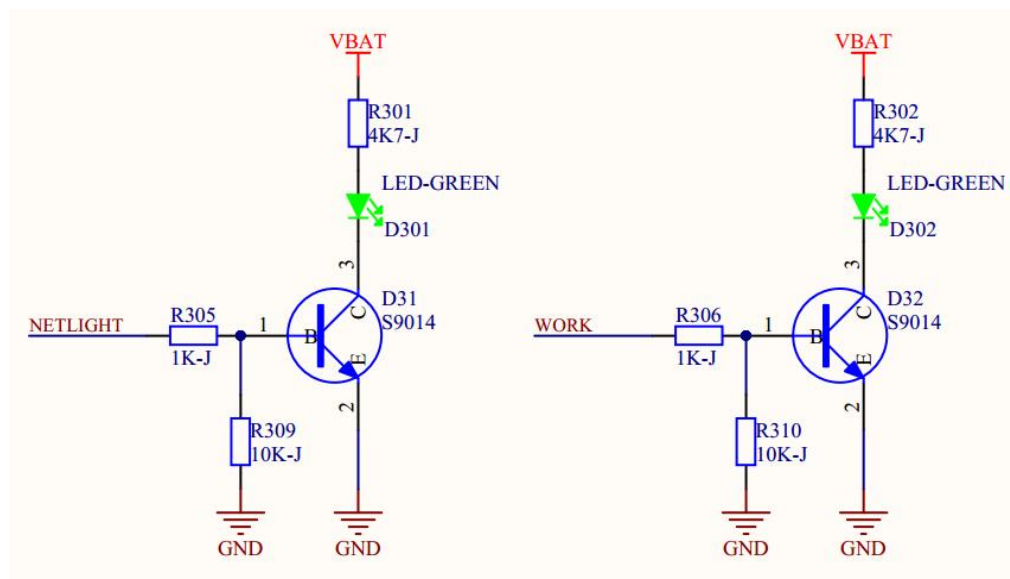 VBAT
R301
4K7-J
LED-GREEN
D301
3
D31
S9014
C
NETLIGHT
R305
1
B
1K-J
E
2
R309
10K-J
GND
GND
VBAT
R302
4K7-J
LED-GREEN
D302
3
D32
S9014
C
WORK
R306
1
B
1K-J
E
2
R310
10K-J
GND
GND